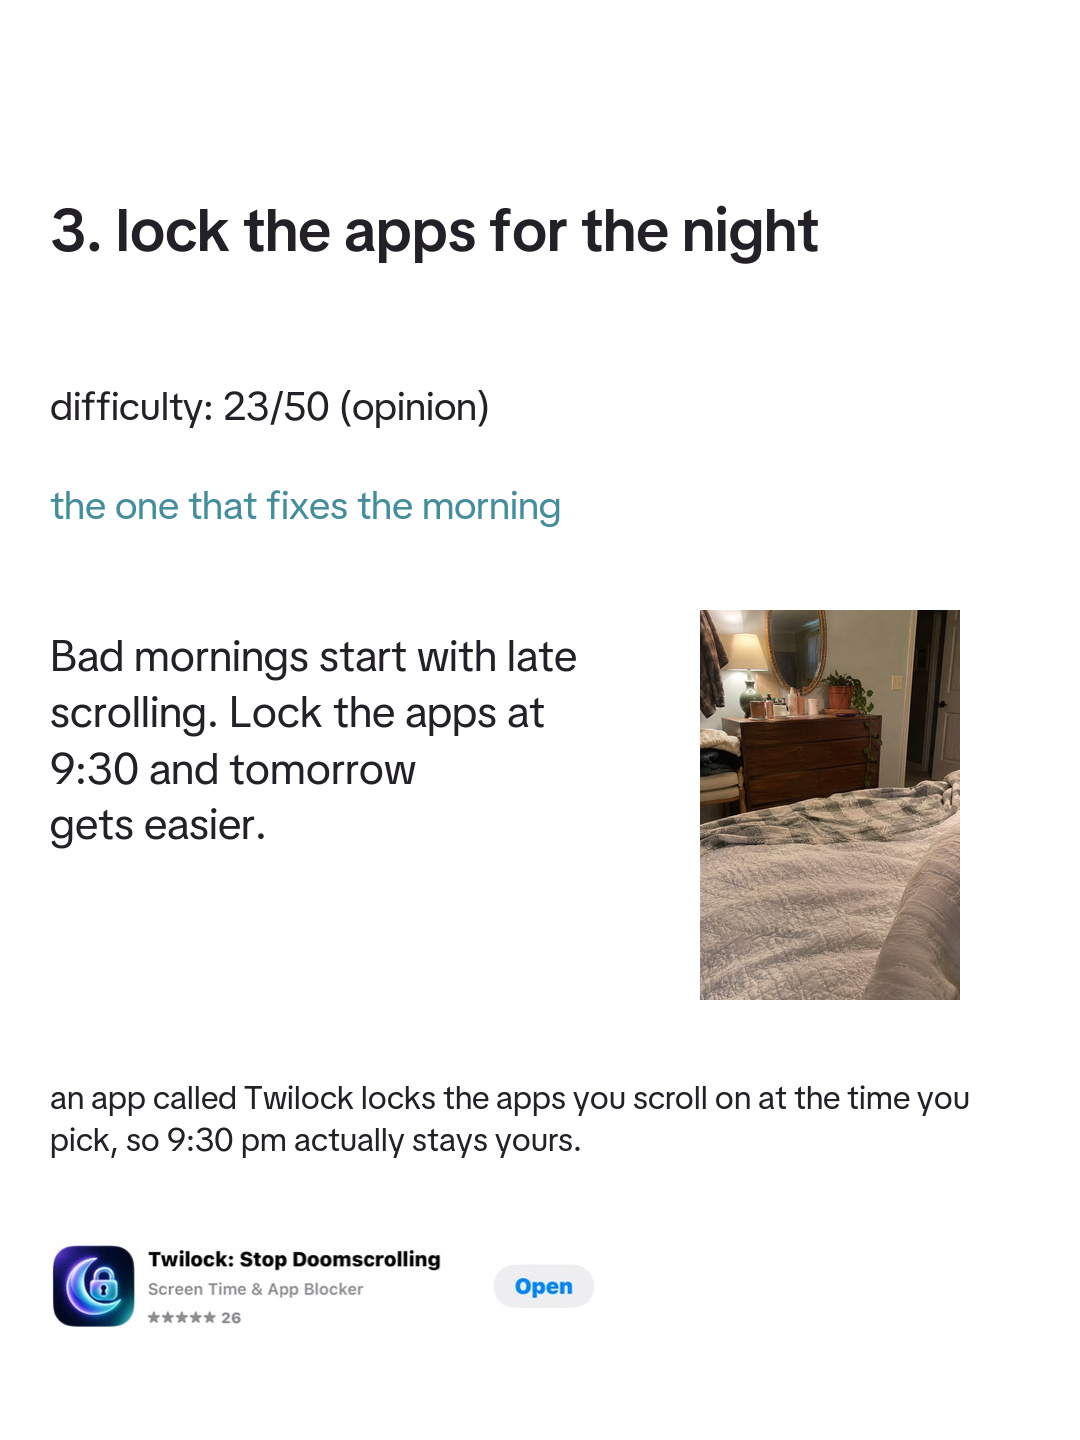 3. lock the apps for the night
difficulty: 23/50 (opinion)
the one that fixes the morning
Bad mornings start with late
scrolling. Lock the apps at
9:30 and tomorrow
gets easier.
an app called Twilock locks the apps you scroll on at the time you
pick, so 9:30 pm actually stays yours.
Twilock: Stop Doomscrolling
Screen Time & App Blocker
★★★★★ 26
Open